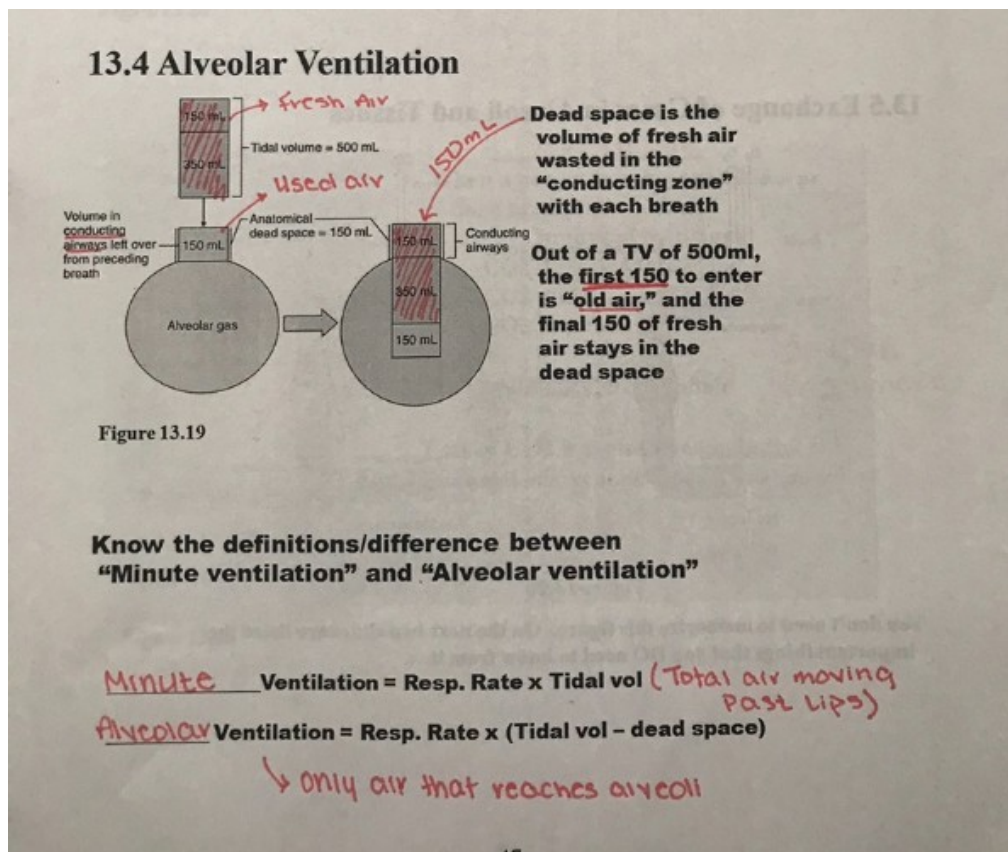 13.4 Alveolar Ventilation
150 mL
Fresh Air
350 mL
Tidal volume = 500 mL
used air
Volume in
conducting
airways left over
from preceding
breath
150 mL
Anatomical
dead space = 150 mL
Alveolar gas
150mL
150 mL
350 mL
150 mL
Conducting
airways
Dead space is the
volume of fresh air
wasted in the
“conducting zone”
with each breath
Out of a TV of 500ml,
the first 150 to enter
is “old air,” and the
final 150 of fresh
air stays in the
dead space
Figure 13.19
Know the definitions/difference between
“Minute ventilation” and “Alveolar ventilation”
Minute Ventilation = Resp. Rate x Tidal vol (Total air moving
Past Lips)
Alveolar Ventilation = Resp. Rate x (Tidal vol – dead space)
only air that reaches alveoli